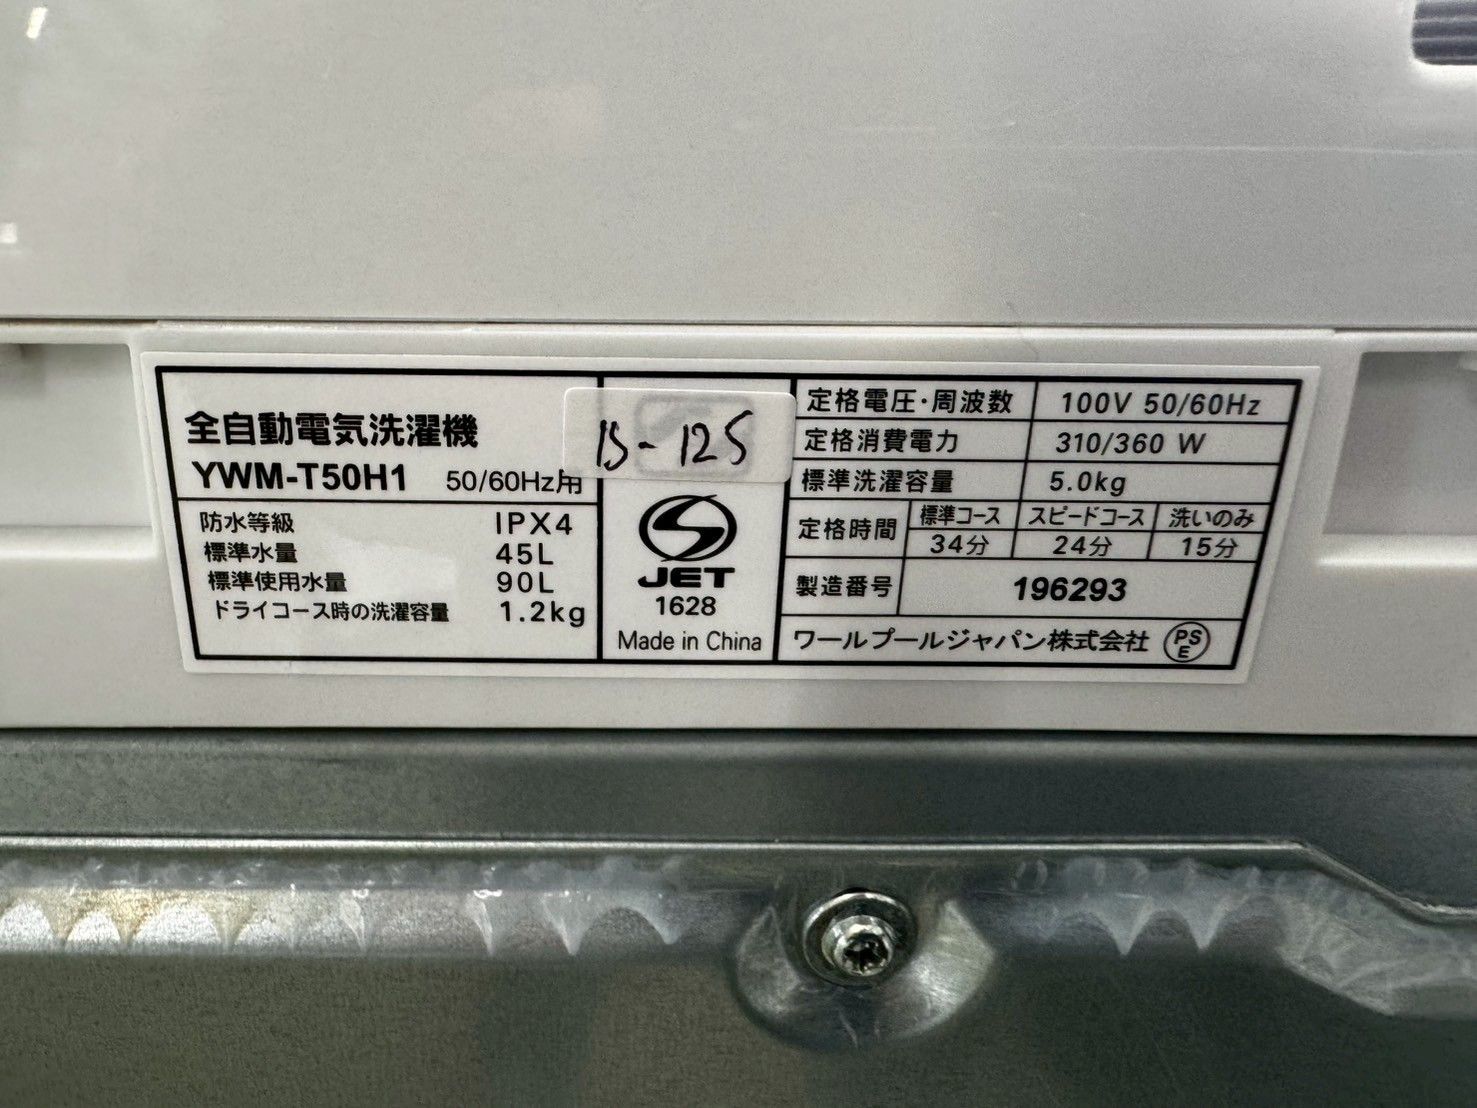 全自動電気洗濯機
YWM-T50H1 50/60Hz用
防水等級 IPX4
標準水量 45L
標準使用水量 90L
ドライコース時の洗濯容量 1.2kg
JET
1628
Made in China
定格電圧・周波数 100V 50/60Hz
定格消費電力 310/360 W
標準洗濯容量 5.0kg
定格時間 標準コース スピードコース 洗いのみ
34分 24分 15分
製造番号 196293
ワールプールジャパン株式会社 PSE